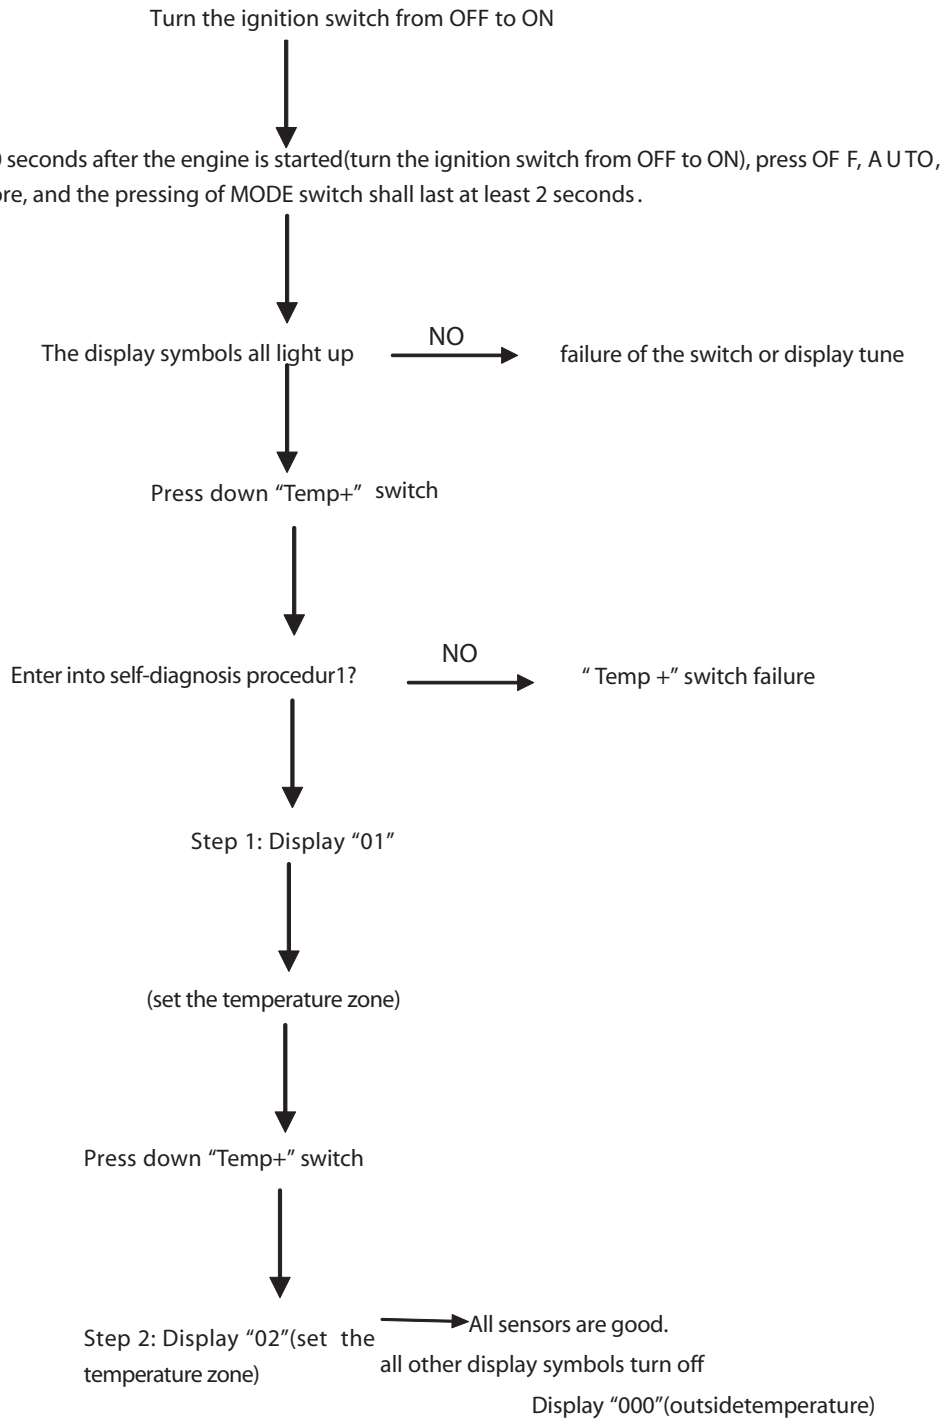 Turn the ignition switch from OFF to ON
seconds after the engine is started(turn the ignition switch from OFF to ON), press OF F, A U TO,
and the pressing of MODE switch shall last at least 2 seconds.
The display symbols all light up
NO
failure of the switch or display tune
Press down “Temp+” switch
Enter into self-diagnosis procedur1?
NO
“ Temp +” switch failure
Step 1: Display “01”
(set the temperature zone)
Press down “Temp+” switch
Step 2: Display “02”(set the
temperature zone)
All sensors are good.
all other display symbols turn off
Display “000”(outsidetemperature)